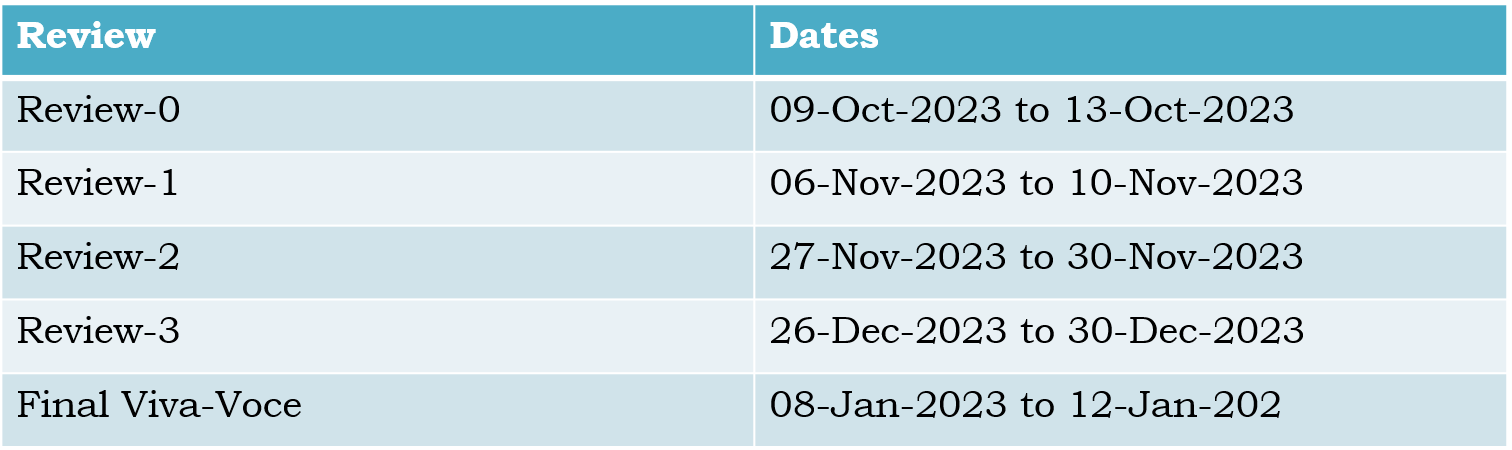 Review Dates
Review-0 09-Oct-2023 to 13-Oct-2023
Review-1 06-Nov-2023 to 10-Nov-2023
Review-2 27-Nov-2023 to 30-Nov-2023
Review-3 26-Dec-2023 to 30-Dec-2023
Final Viva-Voce 08-Jan-2023 to 12-Jan-202